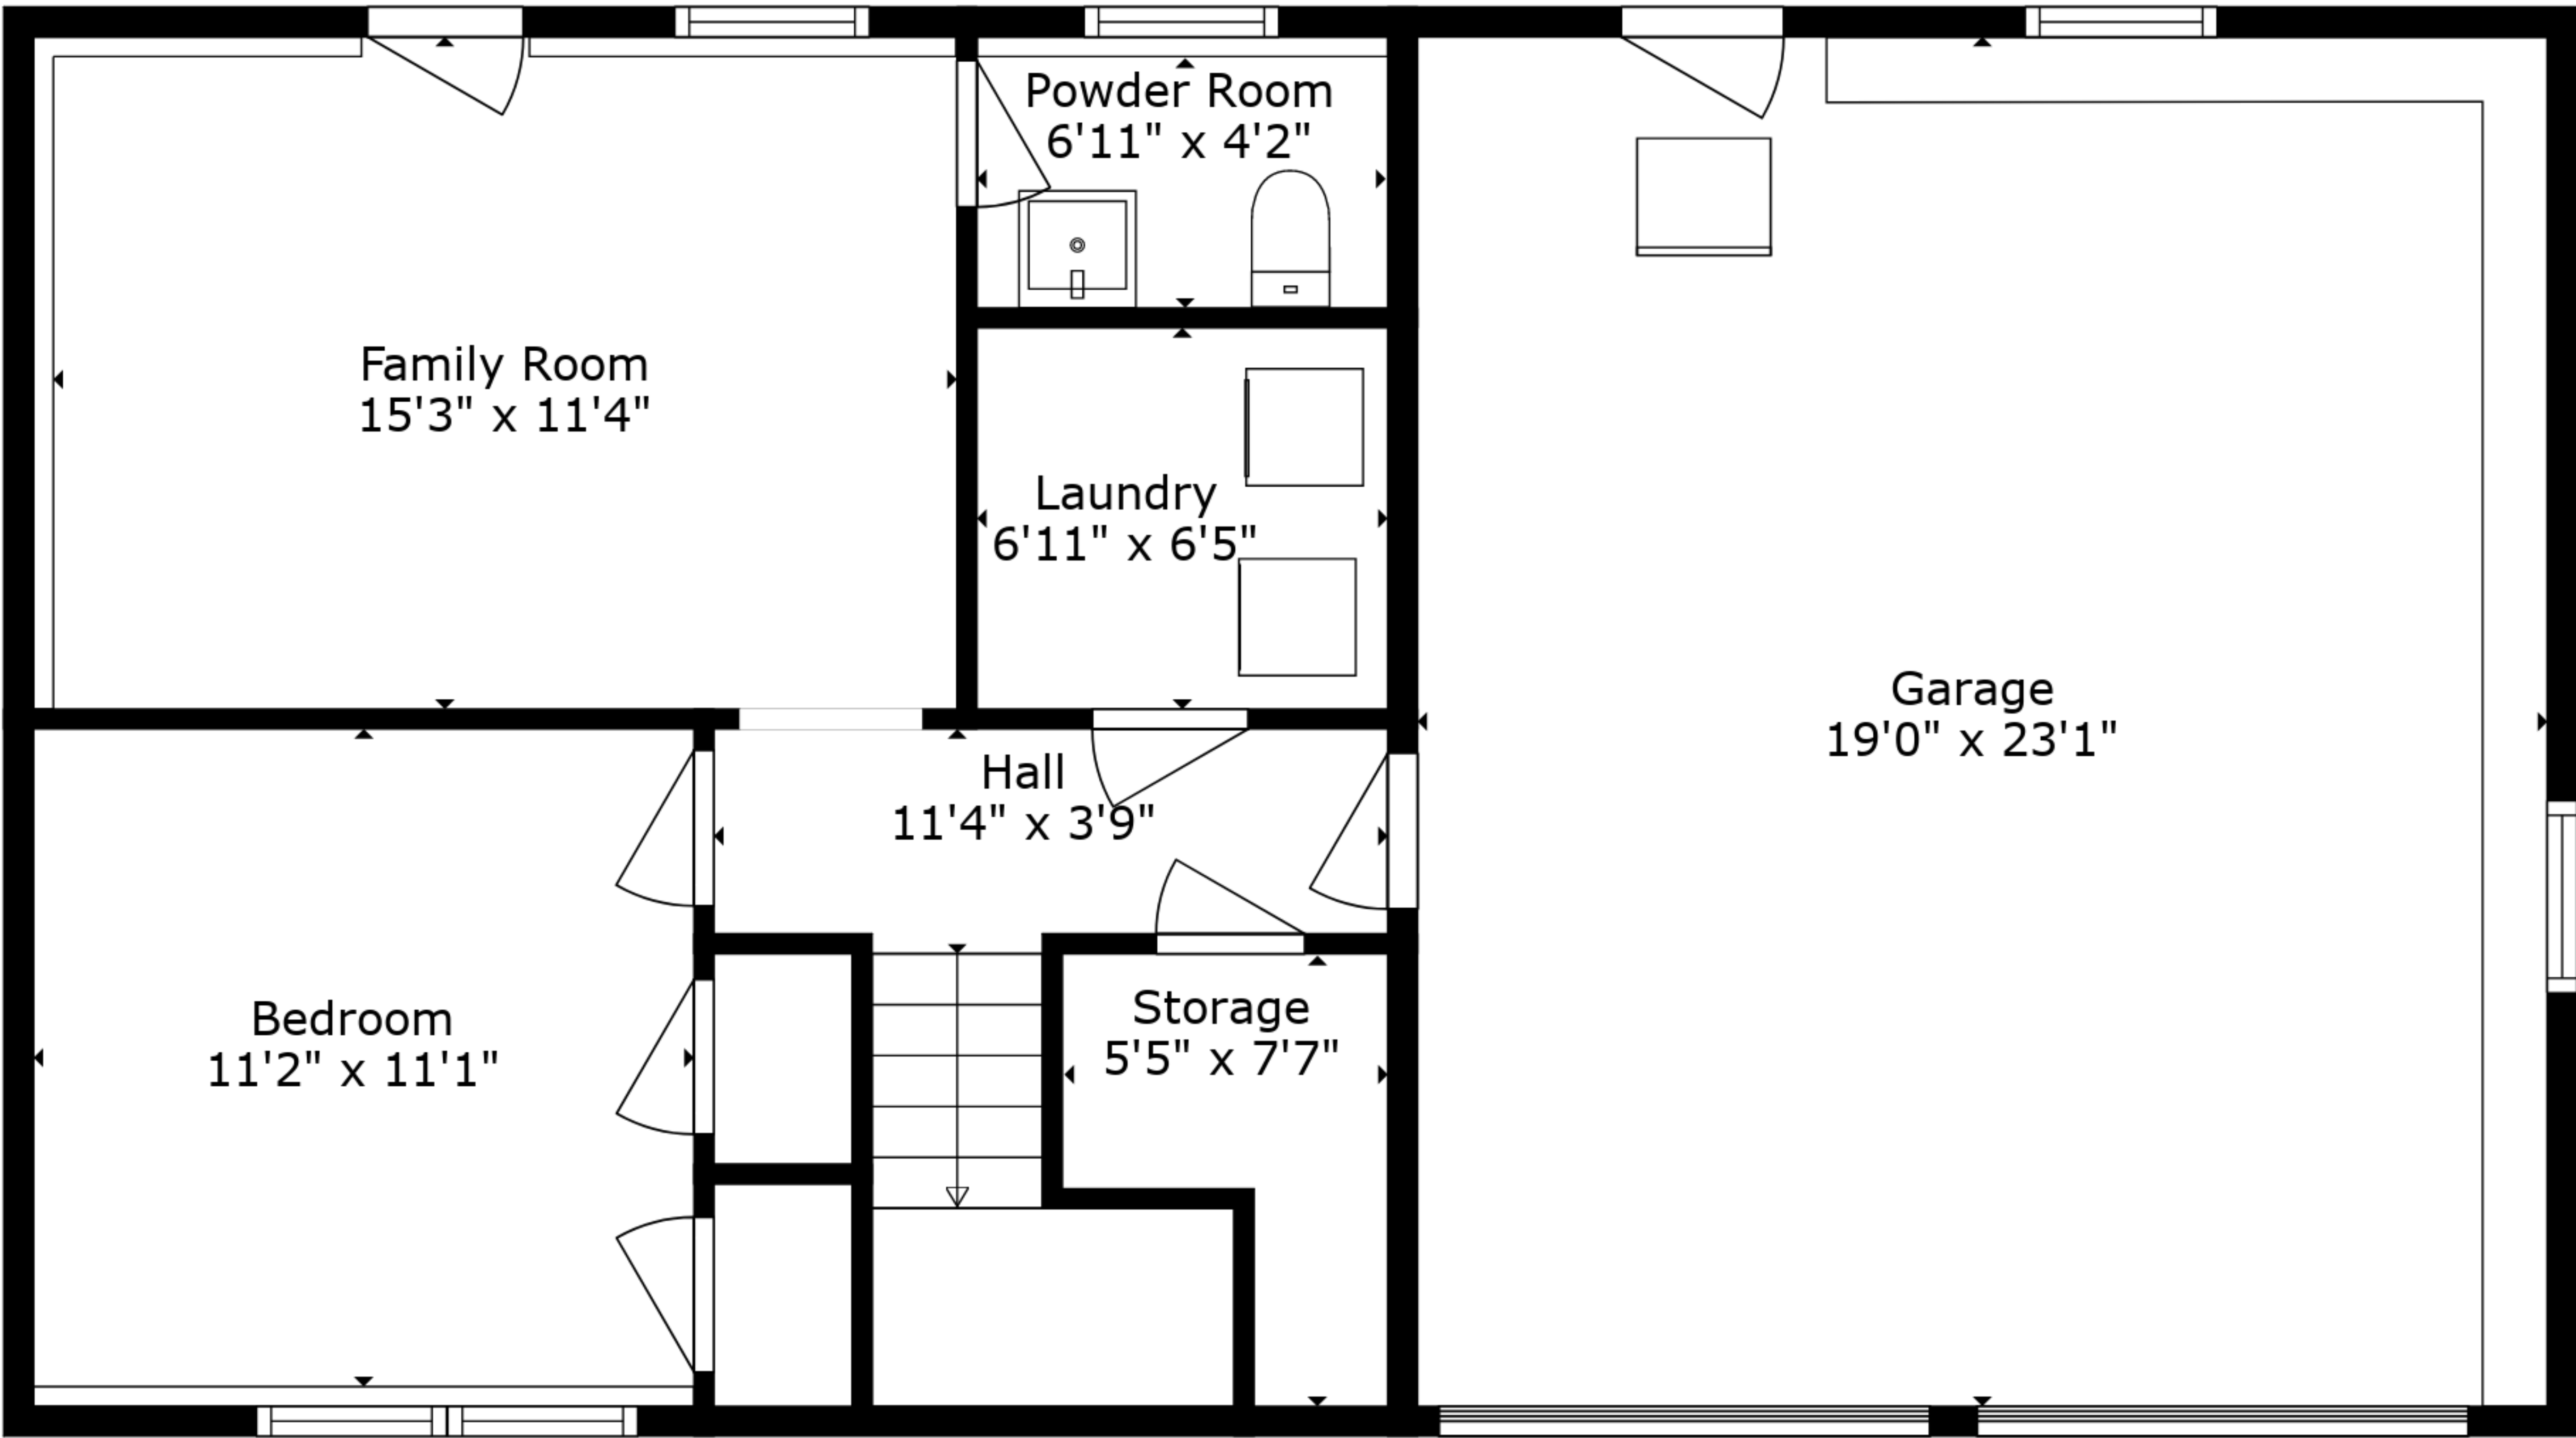 Powder Room
6'11" x 4'2"
Family Room
15'3" x 11'4"
Laundry
6'11" x 6'5"
Garage
19'0" x 23'1"
Hall
11'4" x 3'9"
Bedroom
11'2" x 11'1"
Storage
5'5" x 7'7"